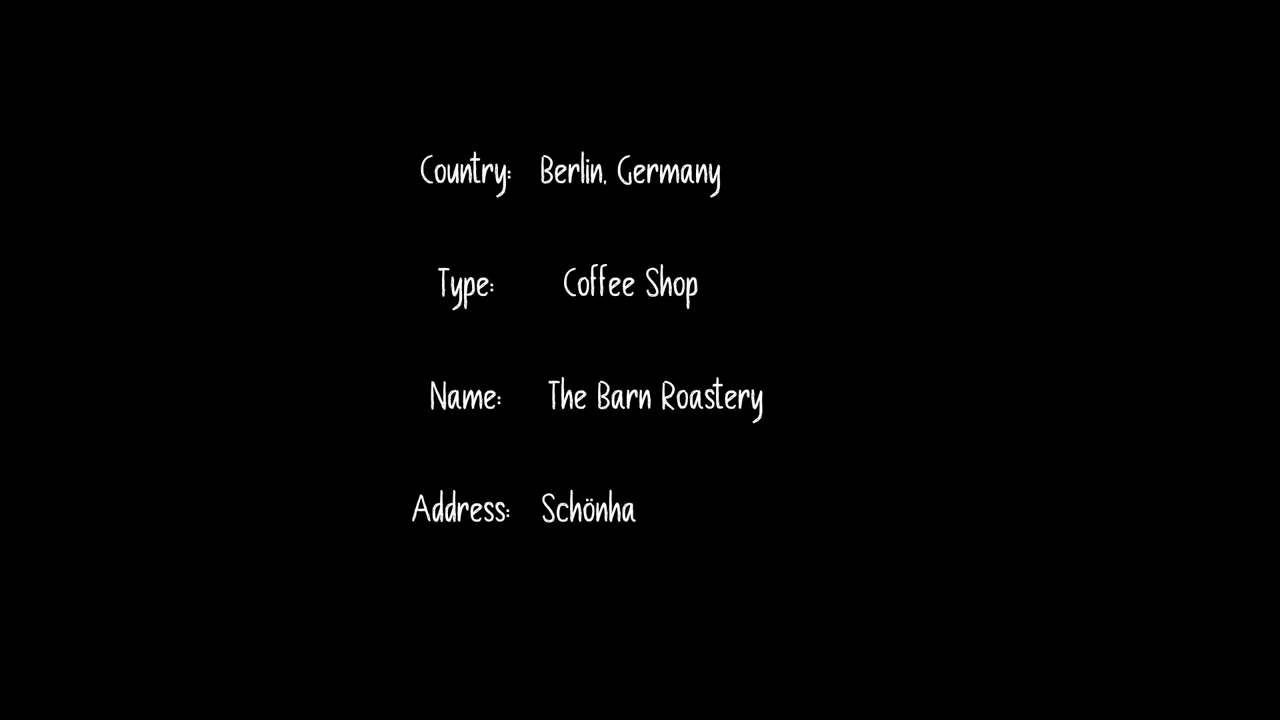 Country: Berlin, Germany
Type: Coffee Shop
Name: The Barn Roastery
Address: Schönha